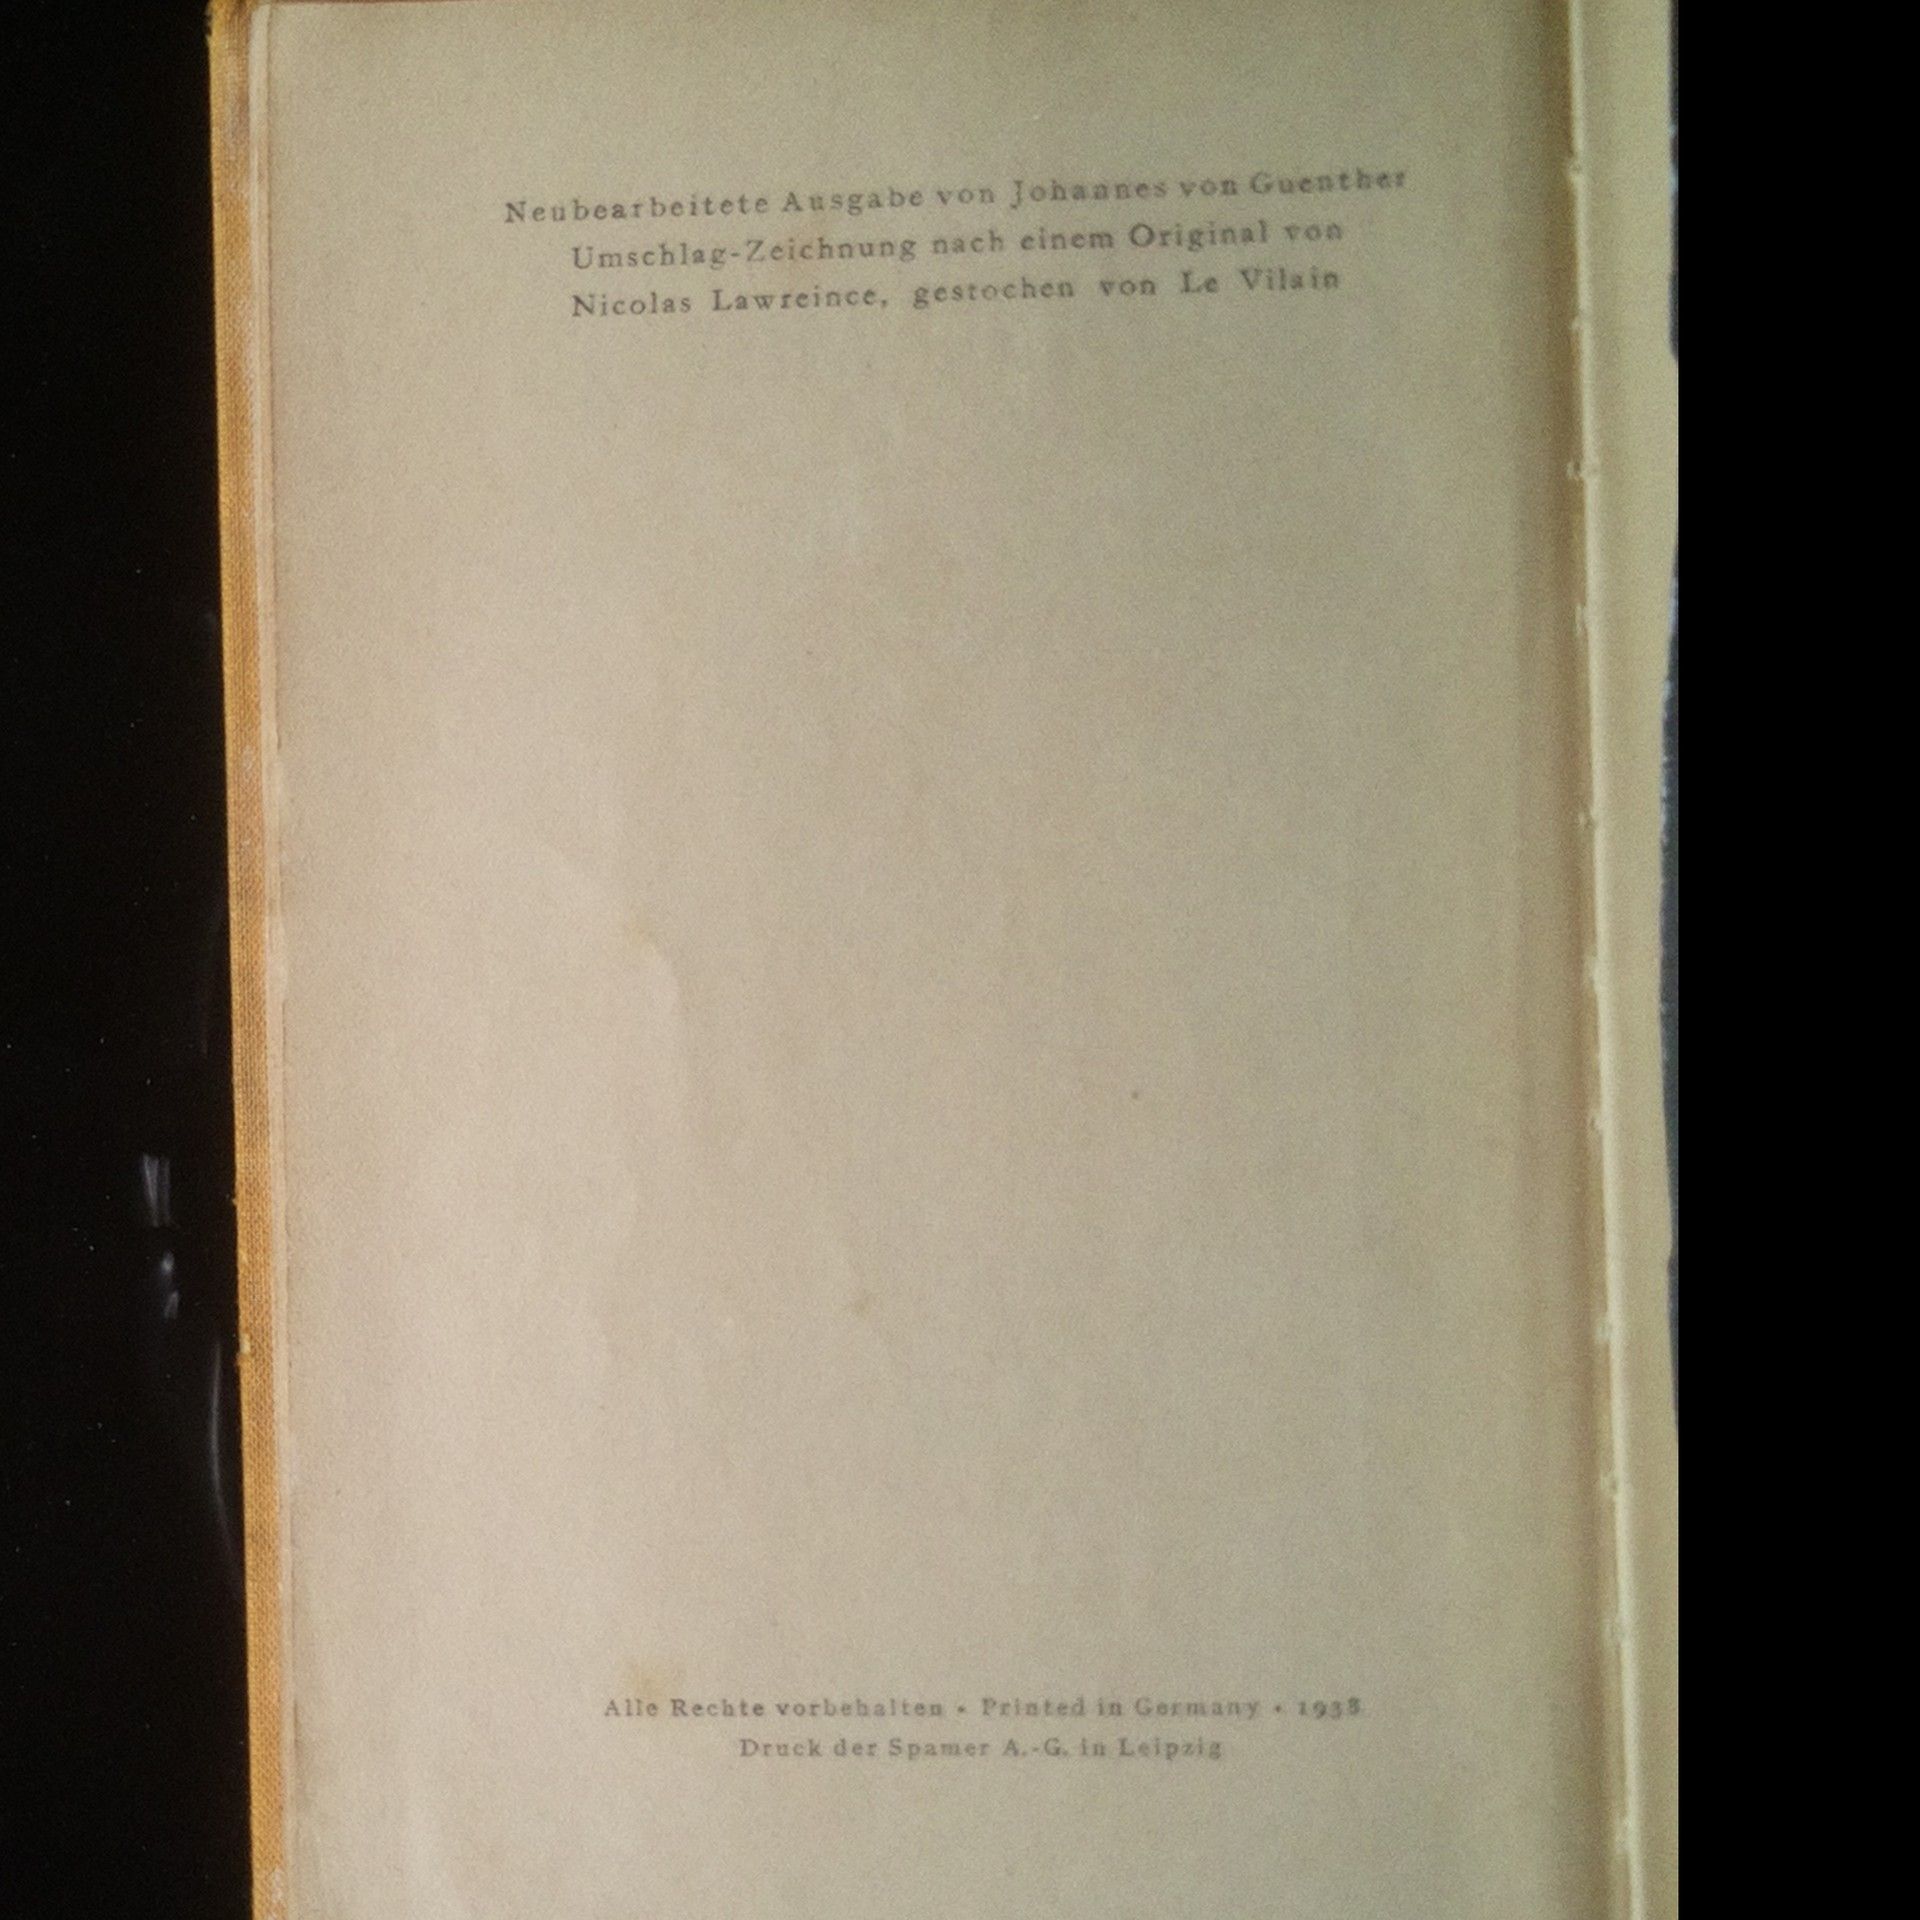 Neubearbeitete Ausgabe von Johannes von Guenther
Umschlag-Zeichnung nach einem Original von
Nicolas Lawreince, gestochen von Le Vilain
Alle Rechte vorbehalten • Printed in Germany • 1938
Druck der Spamer A.-G. in Leipzig